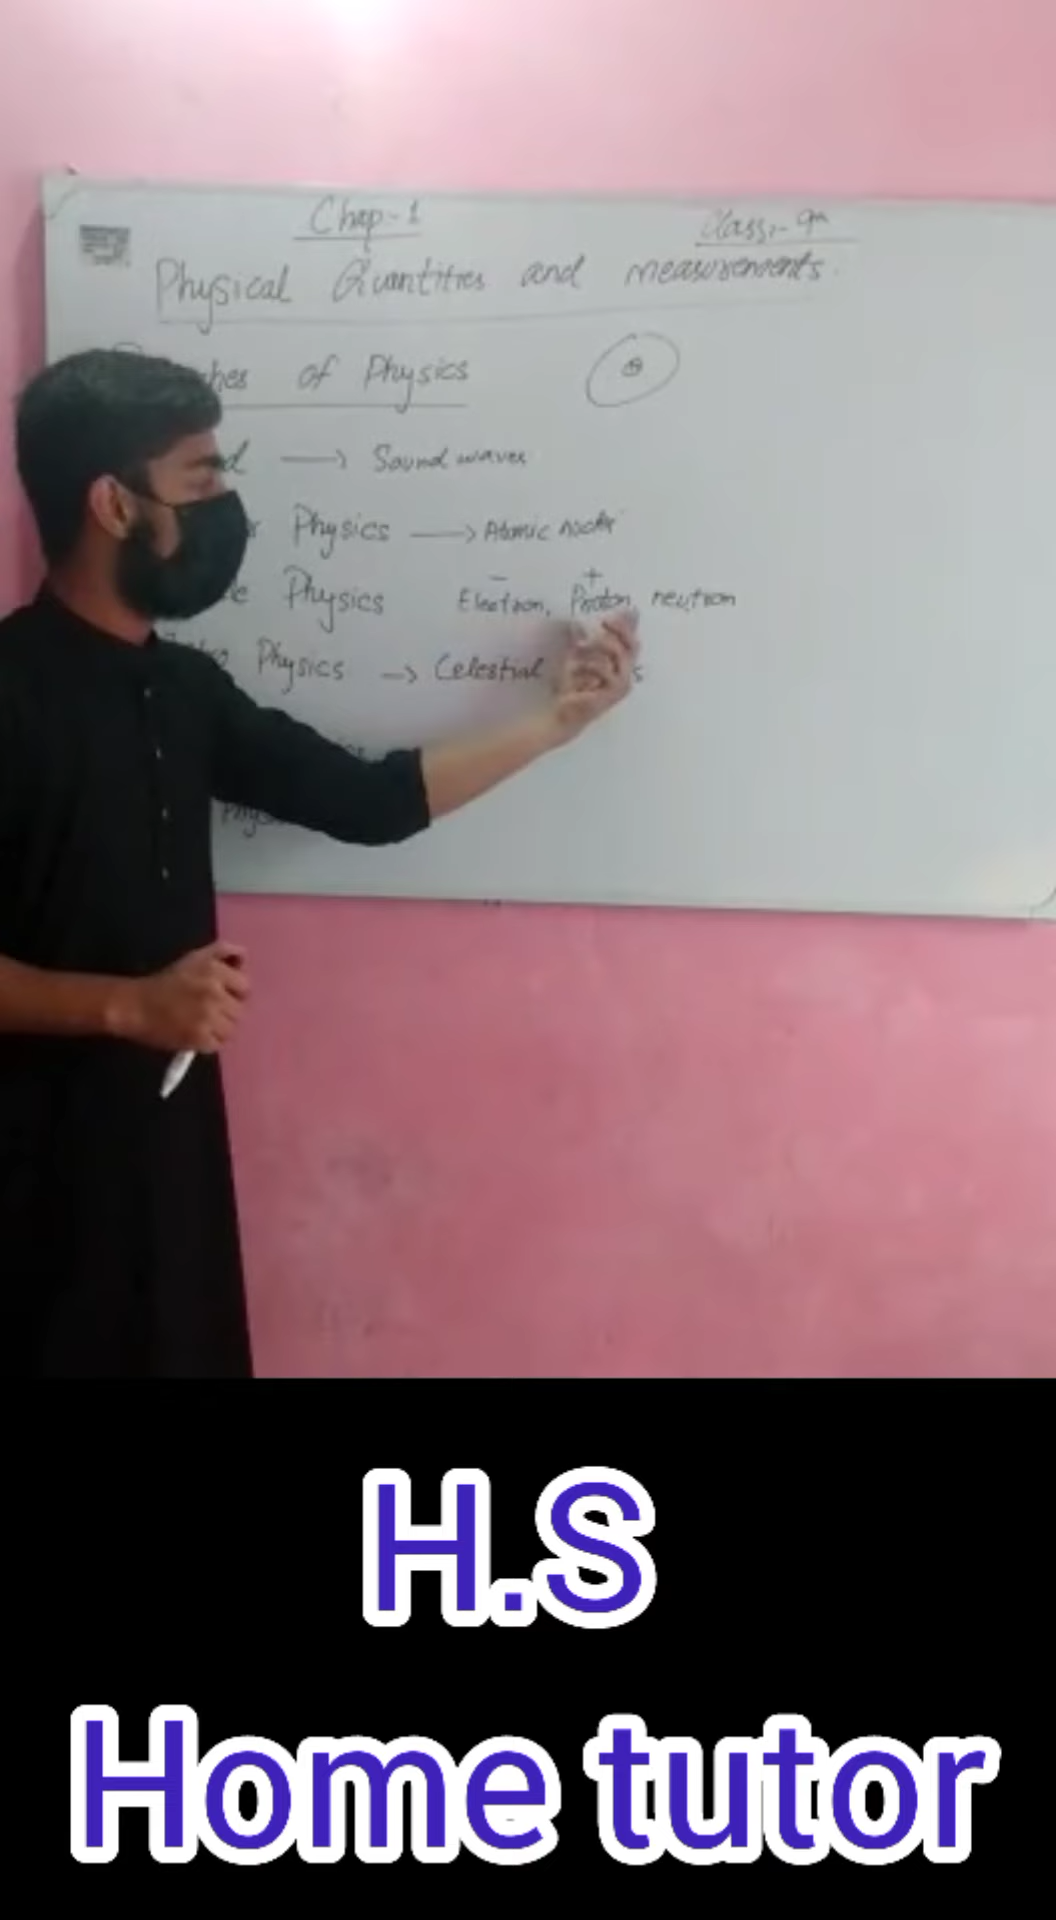 Chap-1
Class:- 9th
Physical Quantities and measurements.
of Physics
Sound waves
Physics → Atomic
Physics Electron, Proton, neutron
Physics → Celestial
H.S
Home tutor